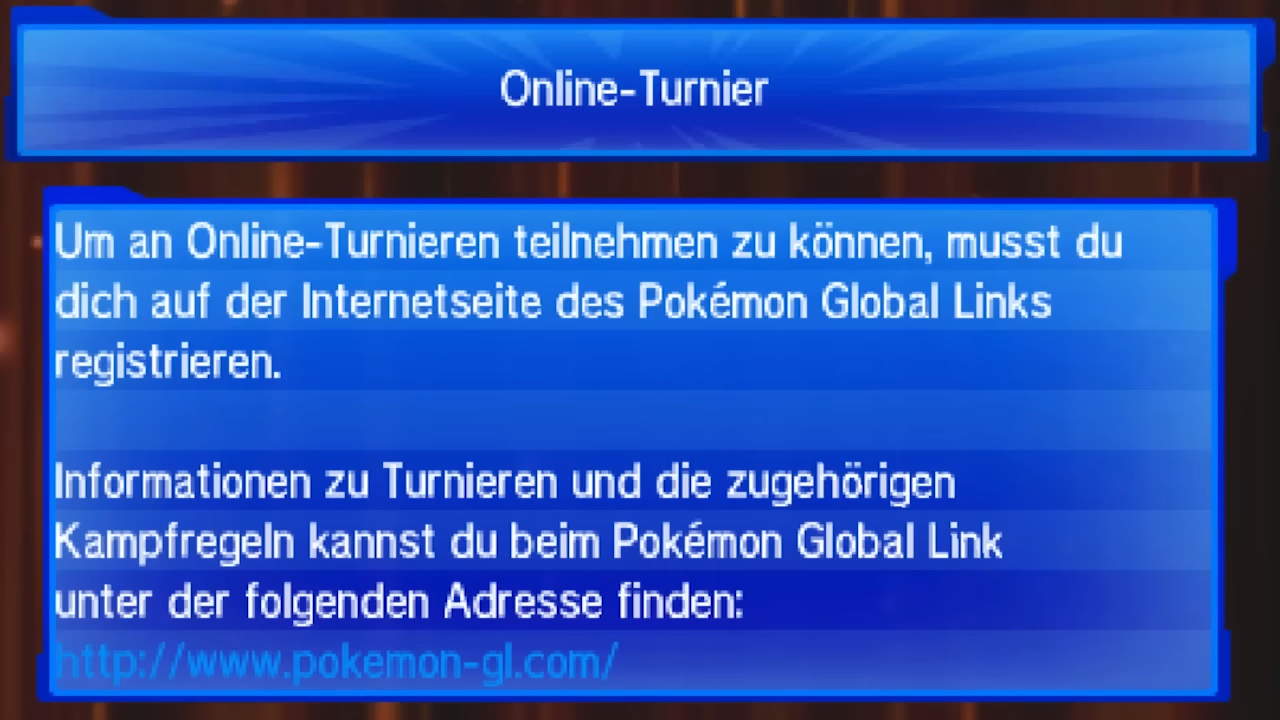 Online-Turnier
Um an Online-Turnieren teilnehmen zu können, musst du
dich auf der Internetseite des Pokémon Global Links
registrieren.
Informationen zu Turnieren und die zugehörigen
Kampfregeln kannst du beim Pokémon Global Link
unter der folgenden Adresse finden:
http://www.pokemon-gl.com/